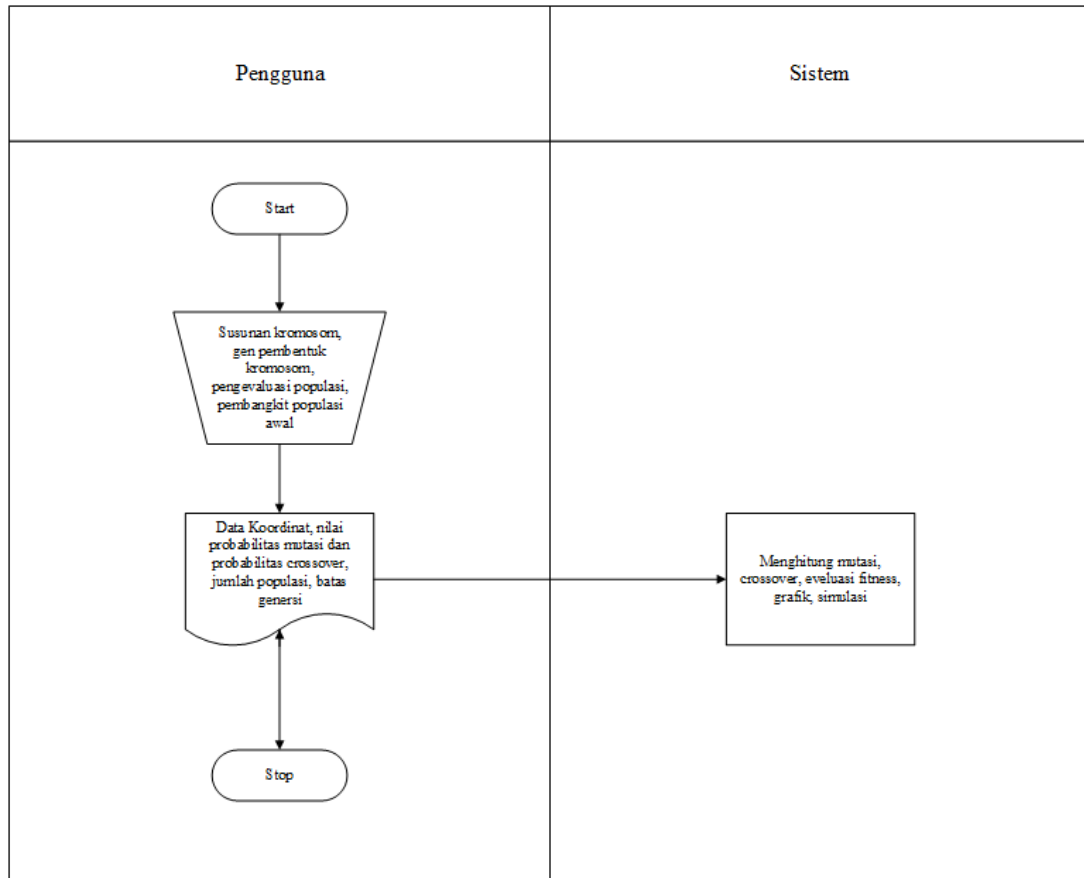 Pengguna
Sistem
Start
Susunan kromosom,
gen pembentuk
kromosom,
pengevaluasi populasi,
pembangkit populasi
awal
Data Koordinat, nilai
probabilitas mutasi dan
probabilitas crossover,
jumlah populasi, batas
genersi
Menghitung mutasi,
crossover, eveluasi fitness,
grafik, simulasi
Stop